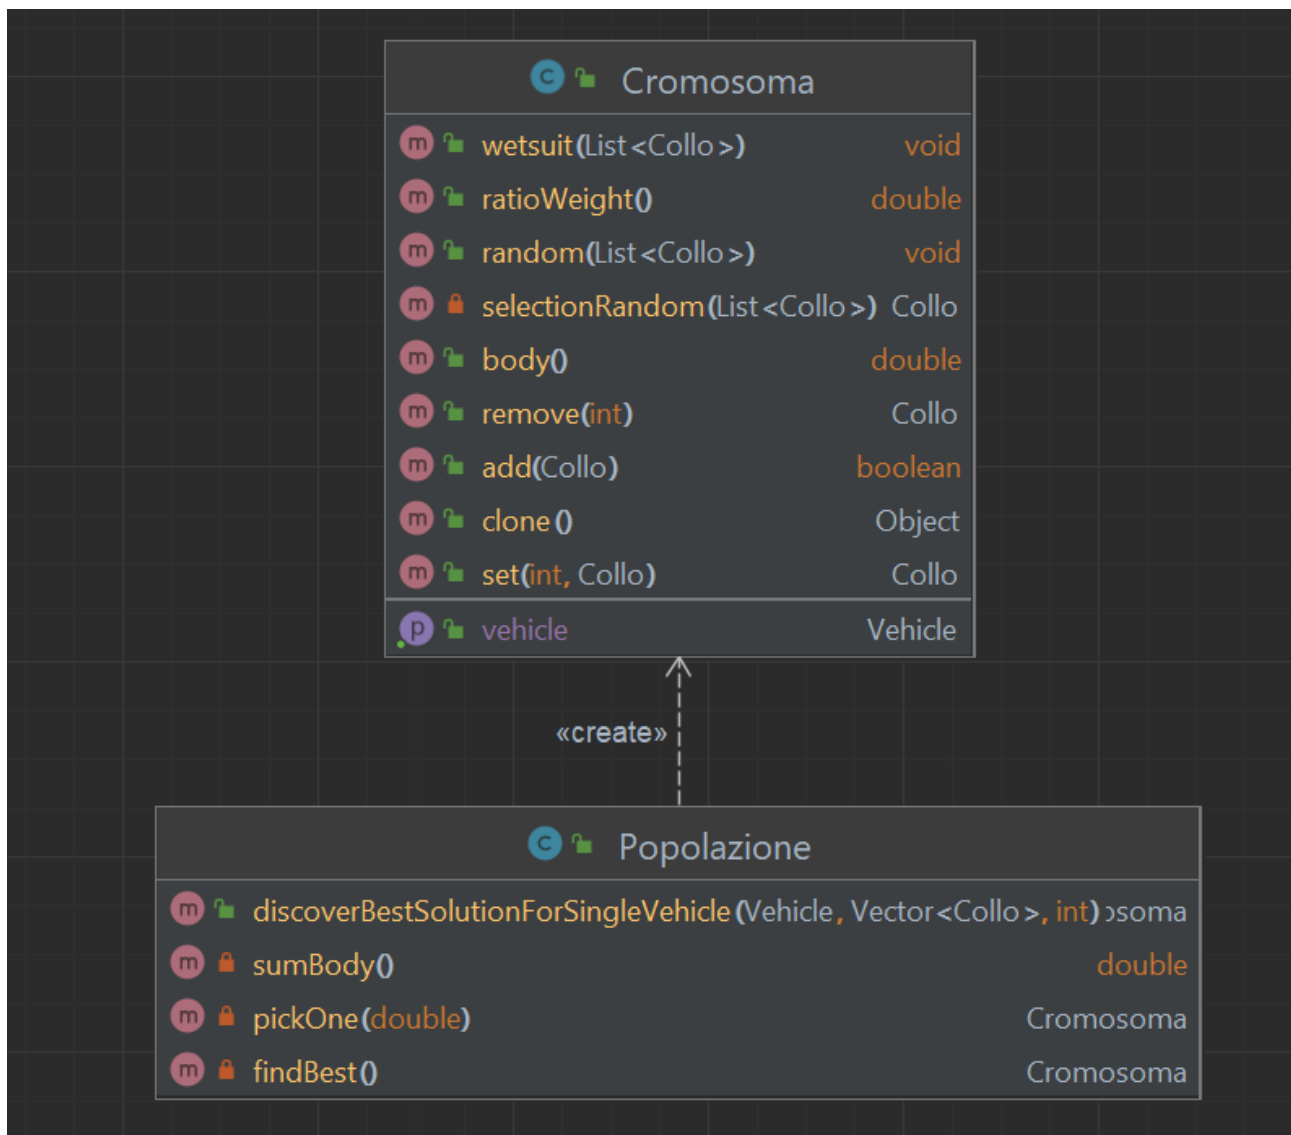 C Cromosoma
m wetsuit(List<Collo>) void
m ratioWeight() double
m random(List<Collo>) void
m selectionRandom(List<Collo>) Collo
m body() double
m remove(int) Collo
m add(Collo) boolean
m clone() Object
m set(int, Collo) Collo
p vehicle Vehicle
«create»
C Popolazione
m discoverBestSolutionForSingleVehicle(Vehicle, Vector<Collo>, int) osoma
m sumBody() double
m pickOne(double) Cromosoma
m findBest() Cromosoma